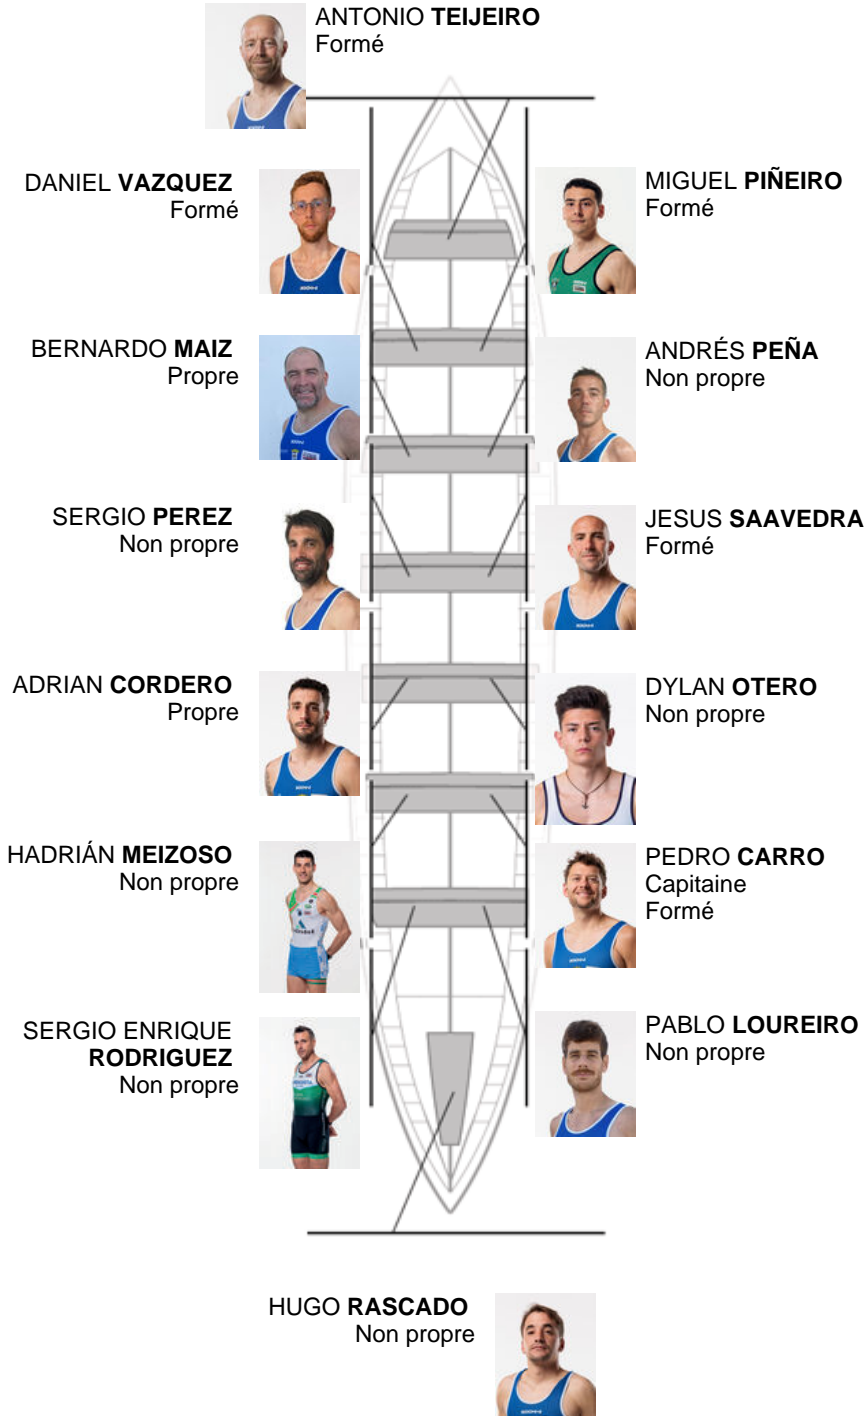 ANTONIO TEIJEIRO
Formé
DANIEL VAZQUEZ
Formé
MIGUEL PIÑEIRO
Formé
BERNARDO MAIZ
Propre
ANDRÉS PEÑA
Non propre
SERGIO PEREZ
Non propre
JESUS SAAVEDRA
Formé
ADRIAN CORDERO
Propre
DYLAN OTERO
Non propre
HADRIÁN MEIZOSO
Non propre
PEDRO CARRO
Capitaine
Formé
SERGIO ENRIQUE
RODRIGUEZ
Non propre
PABLO LOUREIRO
Non propre
HUGO RASCADO
Non propre